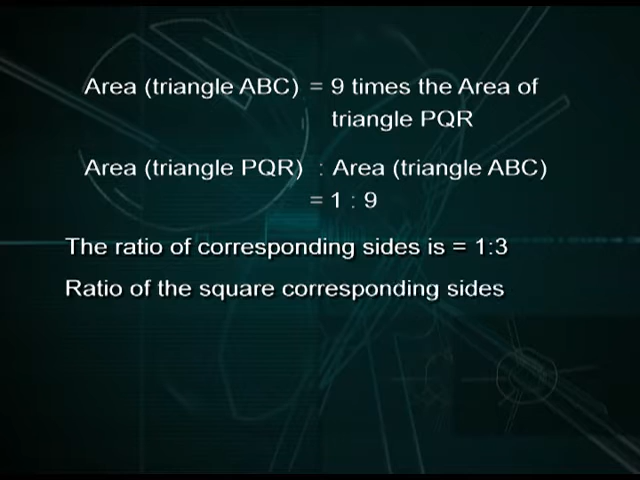 Area (triangle ABC) = 9 times the Area of
triangle PQR
Area (triangle PQR) : Area (triangle ABC)
= 1 : 9
The ratio of corresponding sides is = 1:3
Ratio of the square corresponding sides